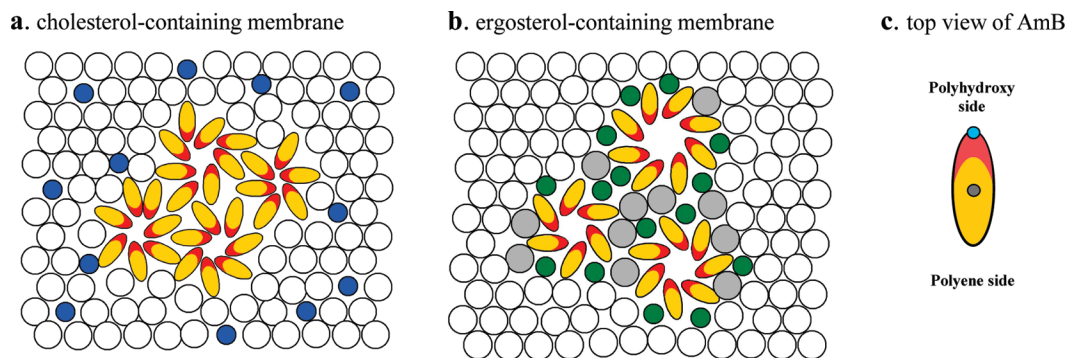 a. cholesterol-containing membrane
b. ergosterol-containing membrane
c. top view of AmB
Polyhydroxy
side
Polyene side